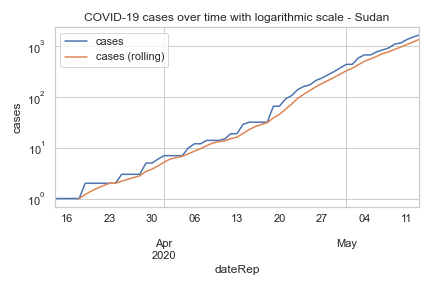 COVID-19 cases over time with logarithmic scale - Sudan
cases
cases (rolling)
cases
10³
10²
10¹
10⁰
16 23 30 06 13 20 27 04 11
Apr May
2020
dateRep